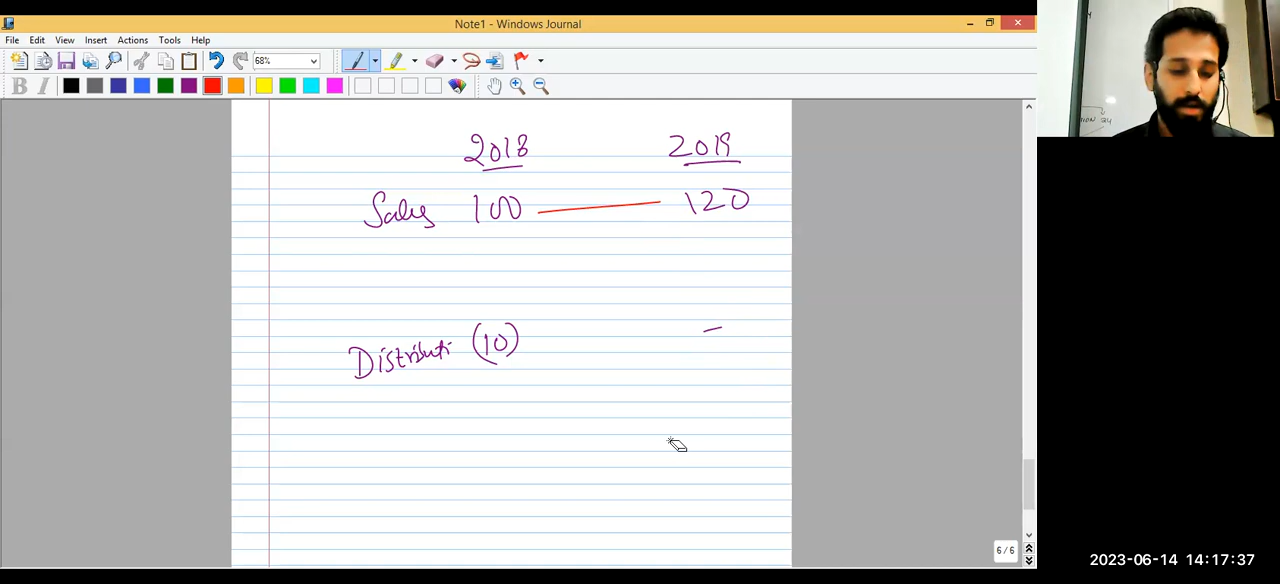 Note1 - Windows Journal
File Edit View Insert Actions Tools Help
68%
B I
2018 2019
Sales 100 120
Distributi (10) –
6/6
2023-06-14 14:17:37